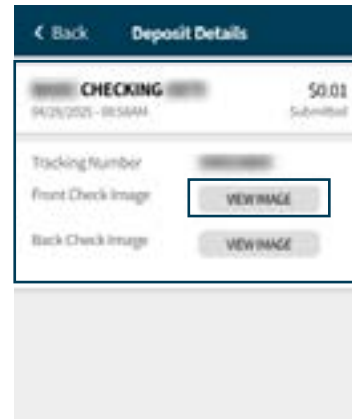 Back Deposit Details
CHECKING $0.01
Submitted
Tracking Number
Front Check Image VIEW IMAGE
Back Check Image VIEW IMAGE